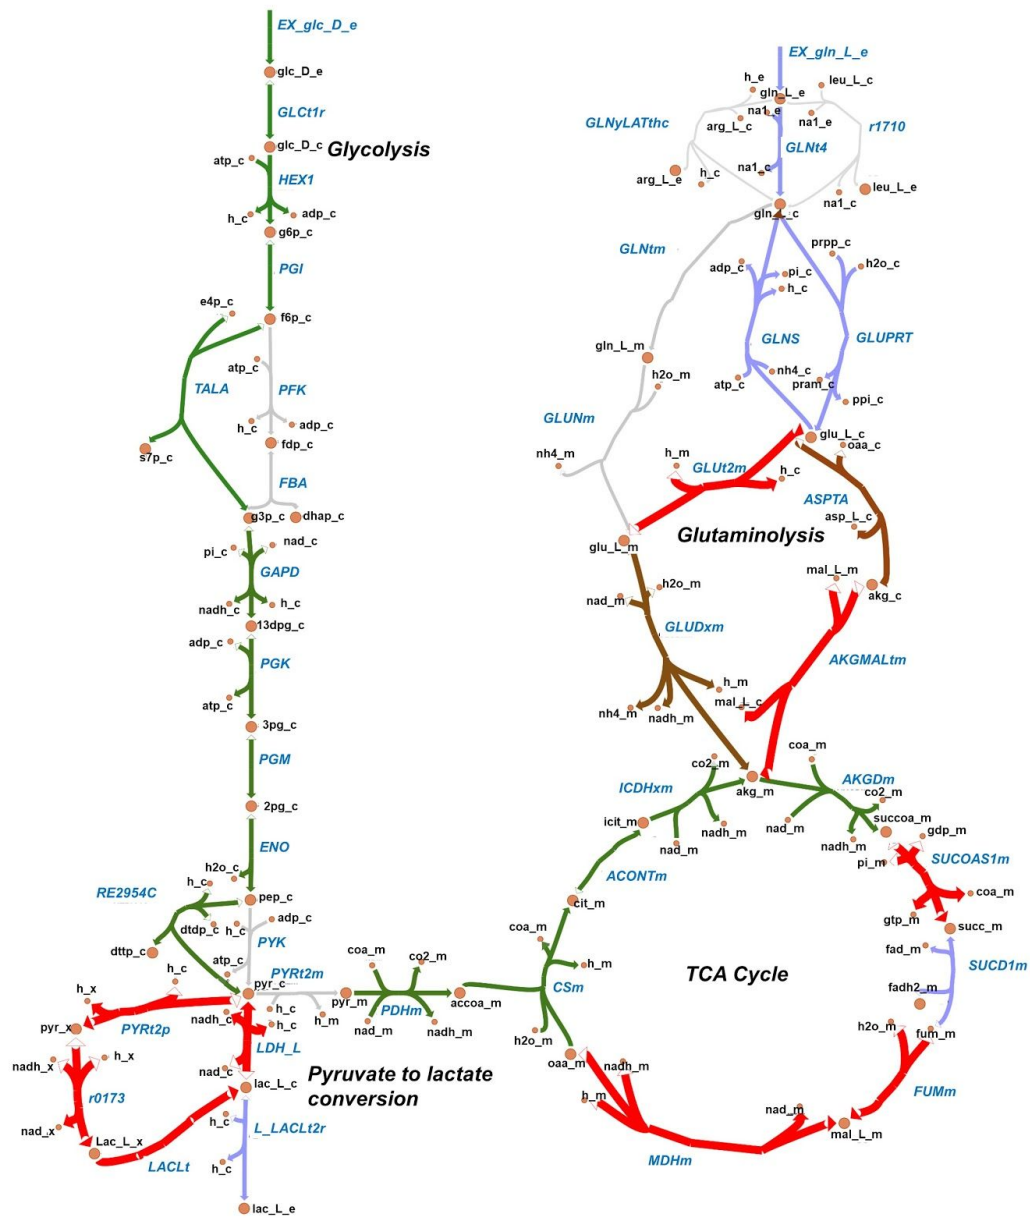 EX_glc_D_e
glc_D_e
GLCt1r
glc_D_c
Glycolysis
atp_c
HEX1
h_c
adp_c
g6p_c
PGI
e4p_c
f6p_c
atp_c
TALA
PFK
h_c
adp_c
s7p_c
fdp_c
FBA
g3p_c
dhap_c
pi_c
nad_c
GAPD
nadh_c
h_c
13dpg_c
adp_c
PGK
atp_c
3pg_c
PGM
2pg_c
ENO
h2o_c
h_c
RE2954C
pep_c
dtdp_c
h_c
adp_c
PYK
dttp_c
atp_c
h_c
PYRt2m
pyr_c
h_x
pyr_x
PYRt2p
nadh_c
h_c
h_c
h_m
pyr_m
LDH_L
nadh_x
h_x
nad_c
r0173
lac_L_c
Pyruvate to lactate
conversion
nad_x
Lac_L_x
LACLt
h_c
L_LACLt2r
h_c
lac_L_e
coa_m
co2_m
PDHm
nad_m
nadh_m
accoa_m
EX_gln_L_e
h_e
gln_L_e
leu_L_c
na1_e
na1_e
GLNyLATthc
arg_L_c
r1710
GLNt4
na1_c
arg_L_e
h_c
na1_c
leu_L_e
gln_L_c
GLNtm
prpp_c
adp_c
pi_c
h_c
h2o_c
GLNS
GLUPRT
gln_L_m
h2o_m
atp_c
nh4_c
pram_c
ppi_c
GLUNm
glu_L_c
oaa_c
nh4_m
h_m
GLUt2m
h_c
ASPTA
asp_L_c
Glutaminolysis
glu_L_m
mal_L_m
akg_c
nad_m
h2o_m
GLUDxm
AKGMALtm
h_m
nh4_m
nadh_m
mal_L_c
co2_m
coa_m
ICDHxm
akg_m
AKGDm
co2_m
icit_m
nad_m
nadh_m
nad_m
nadh_m
succoa_m
gdp_m
pi_m
SUCOAS1m
ACONTm
coa_m
cit_m
gtp_m
succ_m
coa_m
h_m
fad_m
TCA Cycle
SUCD1m
CSm
fadh2_m
h2o_m
h2o_m
fum_m
oaa_m
nadh_m
h_m
FUMm
nad_m
mal_L_m
MDHm